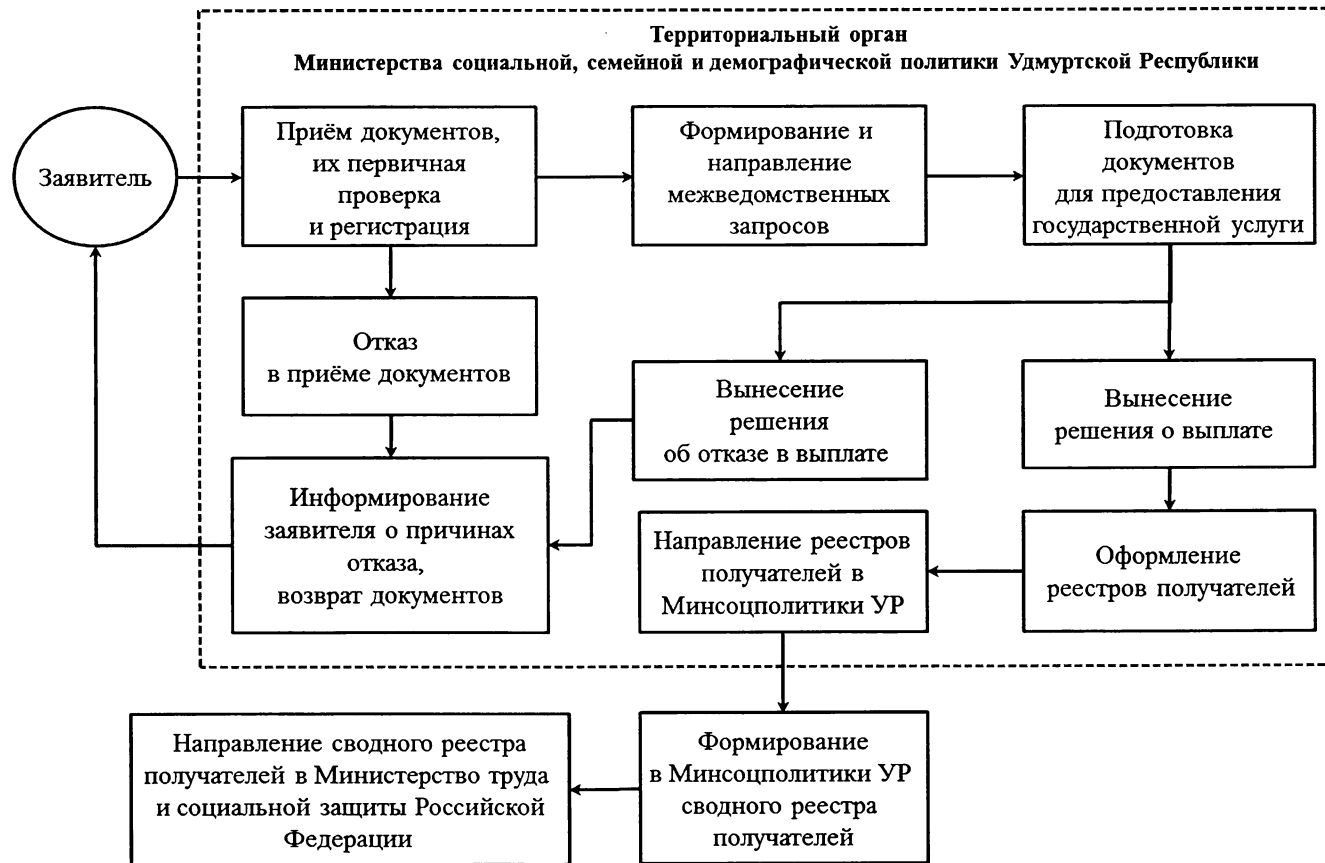 Территориальный орган
Министерства социальной, семейной и демографической политики Удмуртской Республики
Заявитель
Приём документов,
их первичная
проверка
и регистрация
Формирование и
направление
межведомственных
запросов
Подготовка
документов
для предоставления
государственной услуги
Отказ
в приёме документов
Вынесение
решения
об отказе в выплате
Вынесение
решения о выплате
Информирование
заявителя о причинах
отказа,
возврат документов
Направление реестров
получателей в
Минсоцполитики УР
Оформление
реестров получателей
Направление сводного реестра
получателей в Министерство труда
и социальной защиты Российской
Федерации
Формирование
в Минсоцполитики УР
сводного реестра
получателей